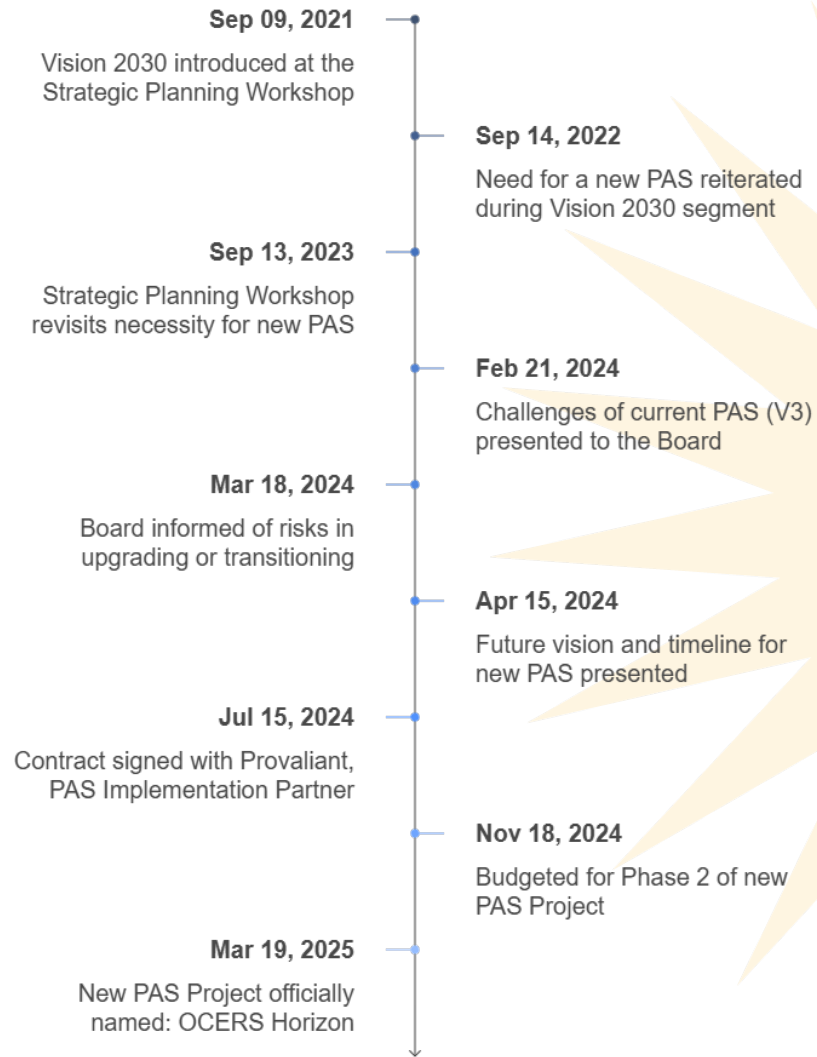 Sep 09, 2021
Vision 2030 introduced at the
Strategic Planning Workshop
Sep 14, 2022
Need for a new PAS reiterated
during Vision 2030 segment
Sep 13, 2023
Strategic Planning Workshop
revisits necessity for new PAS
Feb 21, 2024
Challenges of current PAS (V3)
presented to the Board
Mar 18, 2024
Board informed of risks in
upgrading or transitioning
Apr 15, 2024
Future vision and timeline for
new PAS presented
Jul 15, 2024
Contract signed with Provaliant,
PAS Implementation Partner
Nov 18, 2024
Budgeted for Phase 2 of new
PAS Project
Mar 19, 2025
New PAS Project officially
named: OCERS Horizon